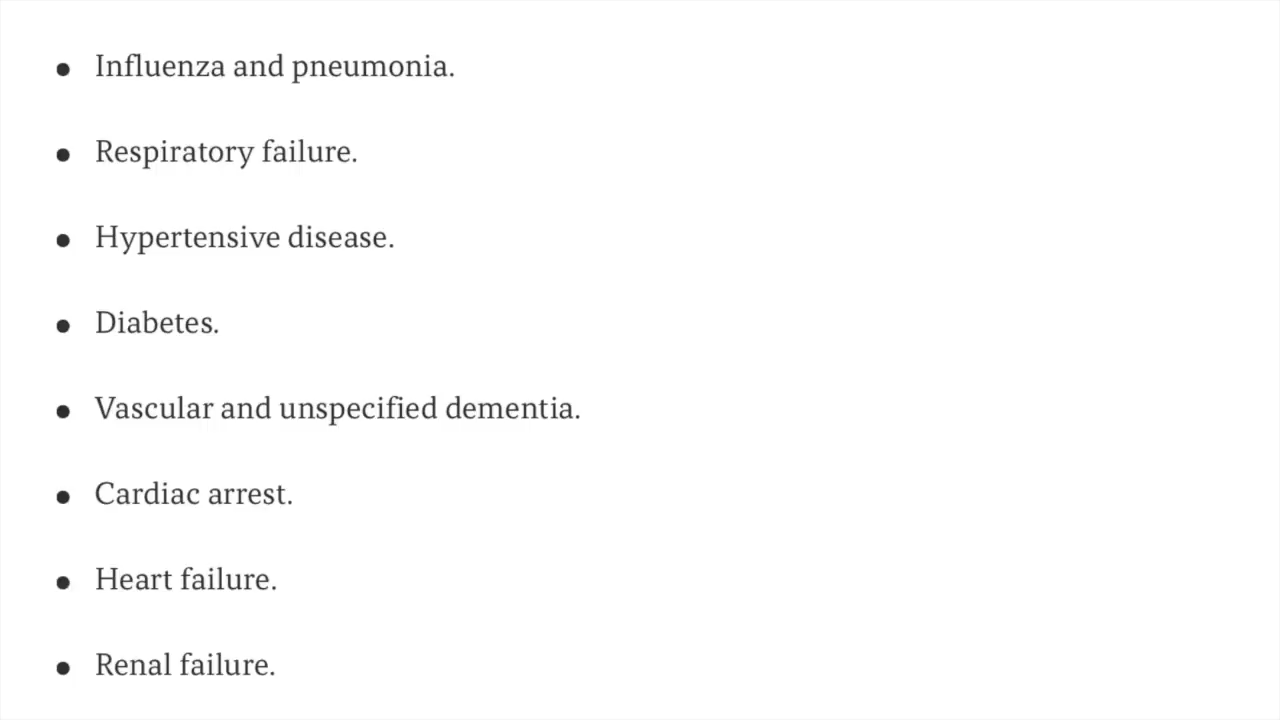 • Influenza and pneumonia.
• Respiratory failure.
• Hypertensive disease.
• Diabetes.
• Vascular and unspecified dementia.
• Cardiac arrest.
• Heart failure.
• Renal failure.